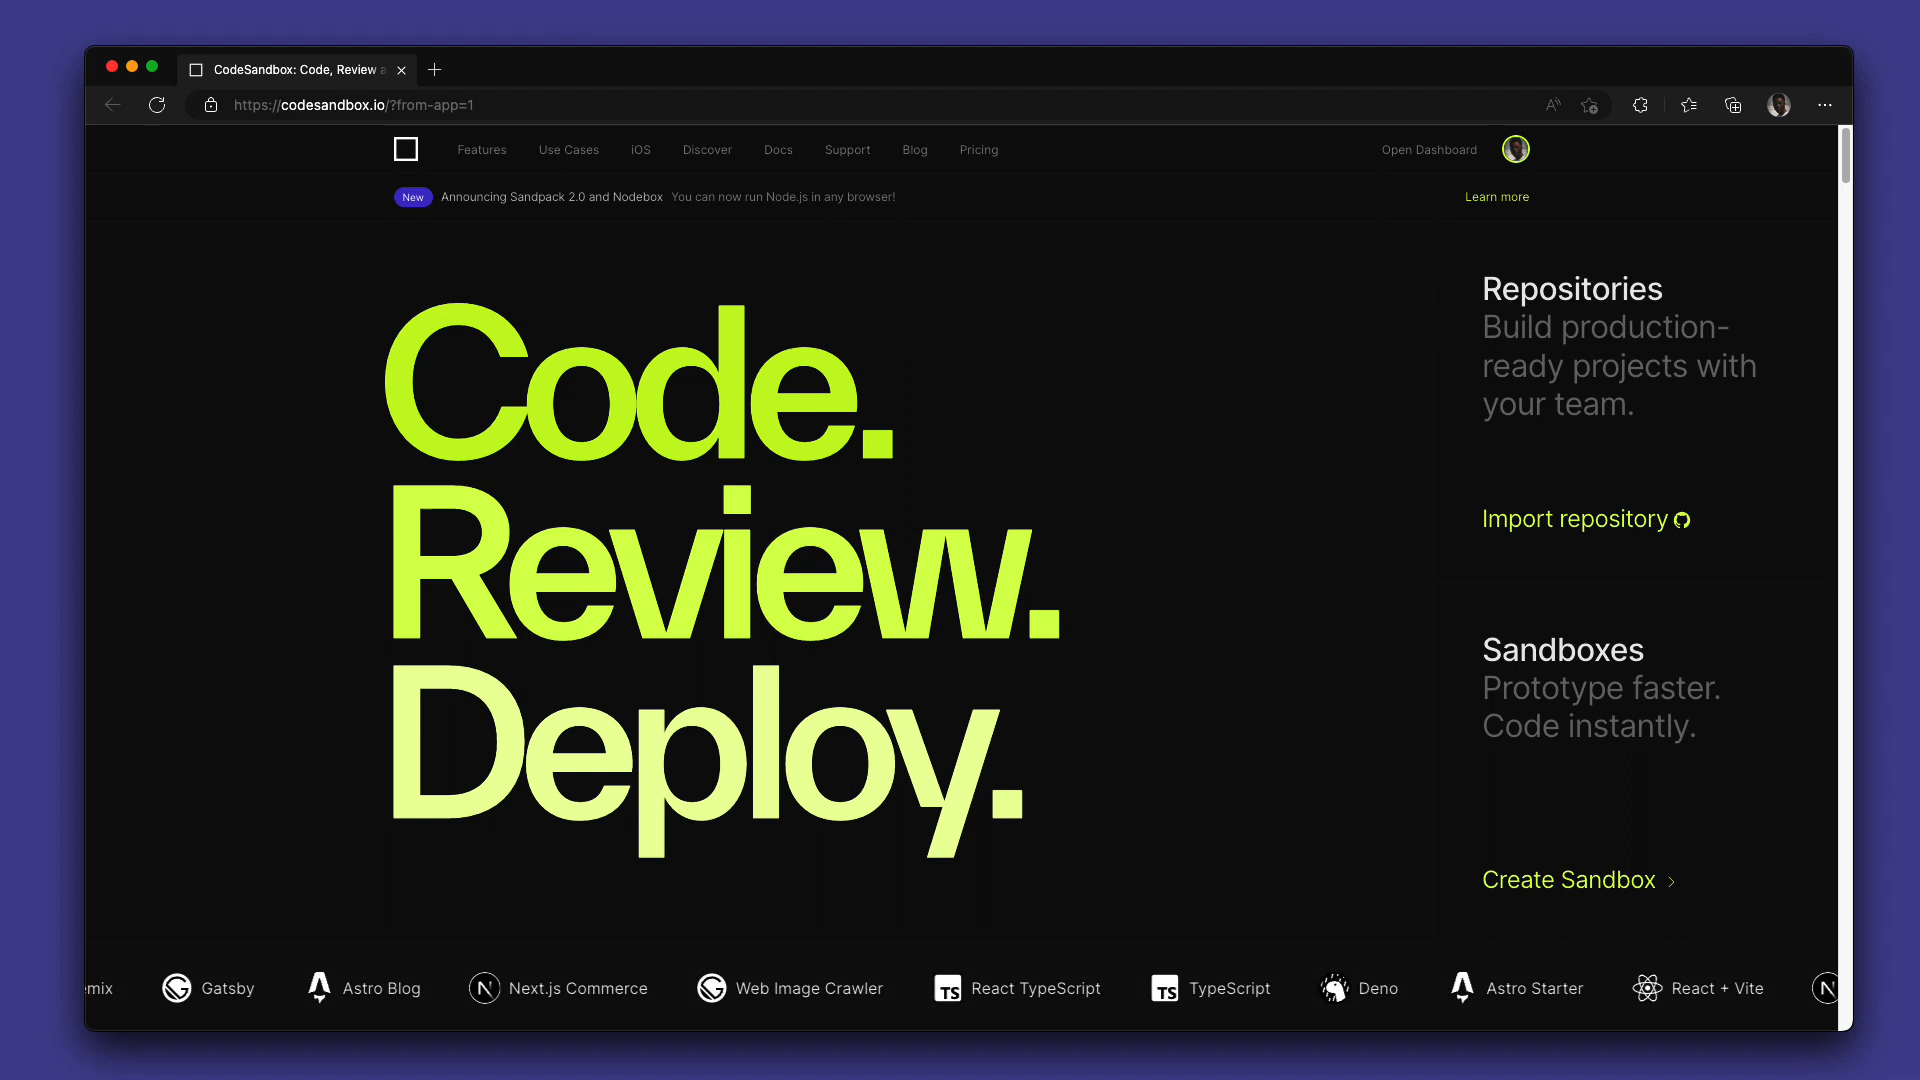 CodeSandbox: Code, Review a
https://codesandbox.io/?from-app=1
Features Use Cases iOS Discover Docs Support Blog Pricing Open Dashboard
New Announcing Sandpack 2.0 and Nodebox You can now run Node.js in any browser! Learn more
Code.
Review.
Deploy.
Repositories
Build production-
ready projects with
your team.
Import repository
Sandboxes
Prototype faster.
Code instantly.
Create Sandbox
emix Gatsby Astro Blog Next.js Commerce Web Image Crawler TS React TypeScript TS TypeScript Deno Astro Starter React + Vite